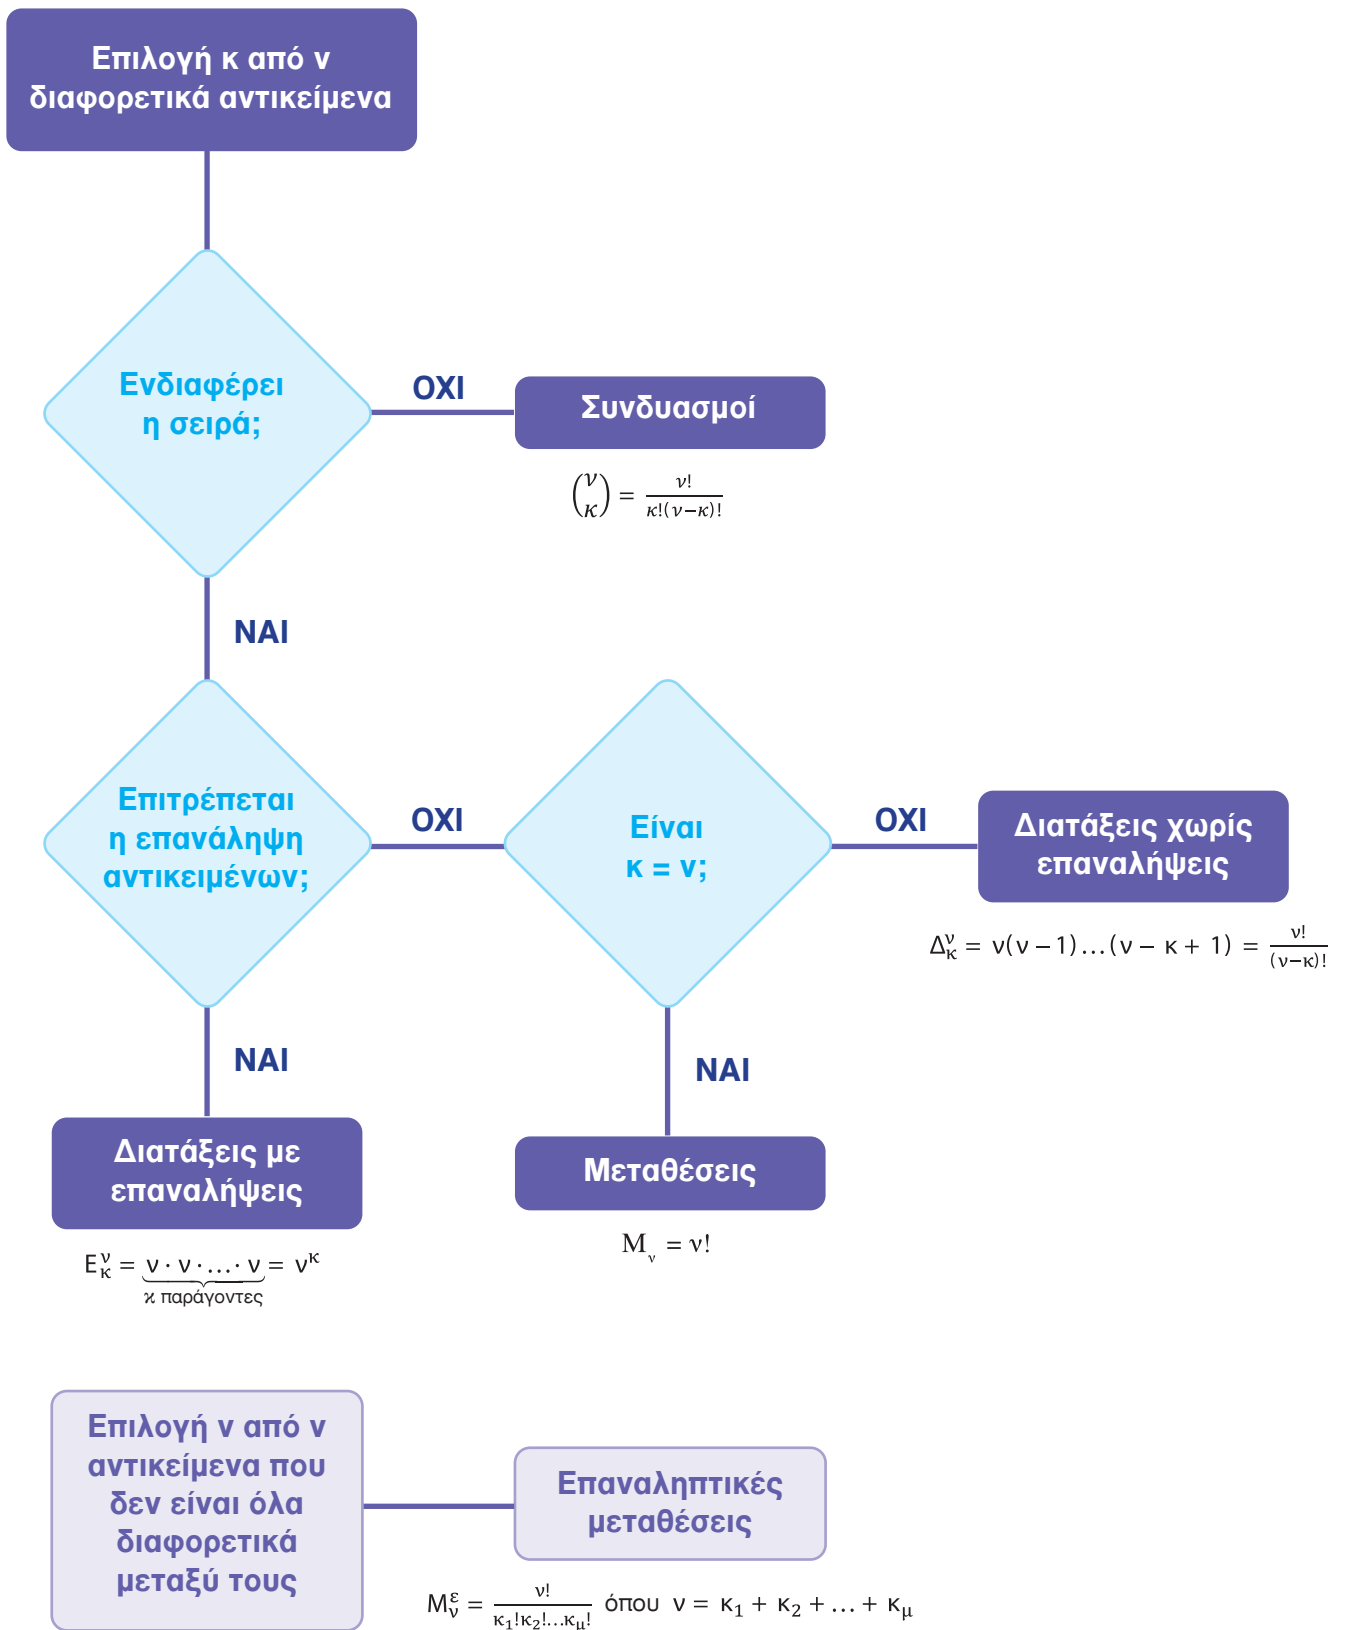 Επιλογή κ από ν
διαφορετικά αντικείμενα
Ενδιαφέρει
η σειρά;
ΟΧΙ
Συνδυασμοί
(ν κ) = ν! / κ!(ν−κ)!
ΝΑΙ
Επιτρέπεται
η επανάληψη
αντικειμένων;
ΟΧΙ
Είναι
κ = ν;
ΟΧΙ
Διατάξεις χωρίς
επαναλήψεις
Δ^ν_κ = ν(ν − 1)…(ν − κ + 1) = ν! / (ν−κ)!
ΝΑΙ
Διατάξεις με
επαναλήψεις
Ε^ν_κ = ν · ν · … · ν = ν^κ
κ παράγοντες
ΝΑΙ
Μεταθέσεις
Μ_ν = ν!
Επιλογή ν από ν
αντικείμενα που
δεν είναι όλα
διαφορετικά
μεταξύ τους
Επαναληπτικές
μεταθέσεις
Μ^ε_ν = ν! / κ₁!κ₂!…κ_μ! όπου ν = κ₁ + κ₂ + … + κ_μ